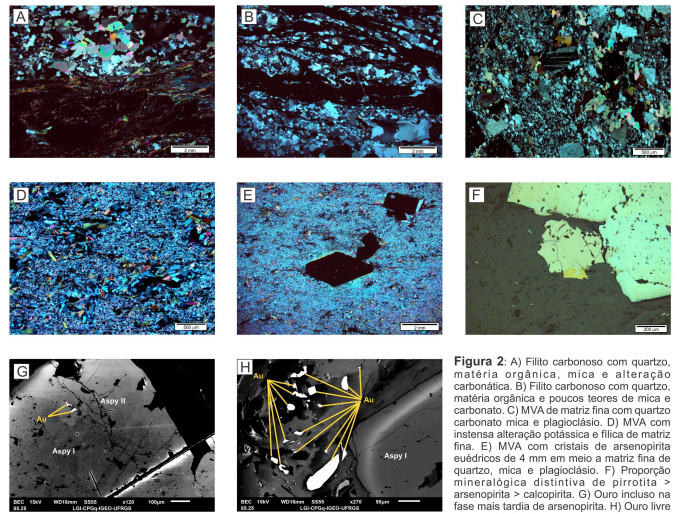 A
2 mm
B
2 mm
C
500 µm
D
500 µm
E
2 mm
F
200 µm
G
Aspy II
Au
Aspy I
BEC 15kV WD16mm SS55 x120 100µm
85.25 LGI-CPGq-IGEO-UFRGS
H
Au
Au
Aspy I
BEC 15kV WD16mm SS55 x270 50µm
85.25 LGI-CPGq-IGEO-UFRGS
Figura 2: A) Filito carbonoso com quartzo,
matéria orgânica, mica e alteração
carbonática. B) Filito carbonoso com quartzo,
matéria orgânica e poucos teores de mica e
carbonato. C) MVA de matriz fina com quartzo
carbonato mica e plagioclásio. D) MVA com
instensa alteração potássica e fílica de matriz
fina. E) MVA com cristais de arsenopirita
euédricos de 4 mm em meio a matriz fina de
quartzo, mica e plagioclásio. F) Proporção
mineralógica distintiva de pirrotita >
arsenopirita > calcopirita. G) Ouro incluso na
fase mais tardia de arsenopirita. H) Ouro livre